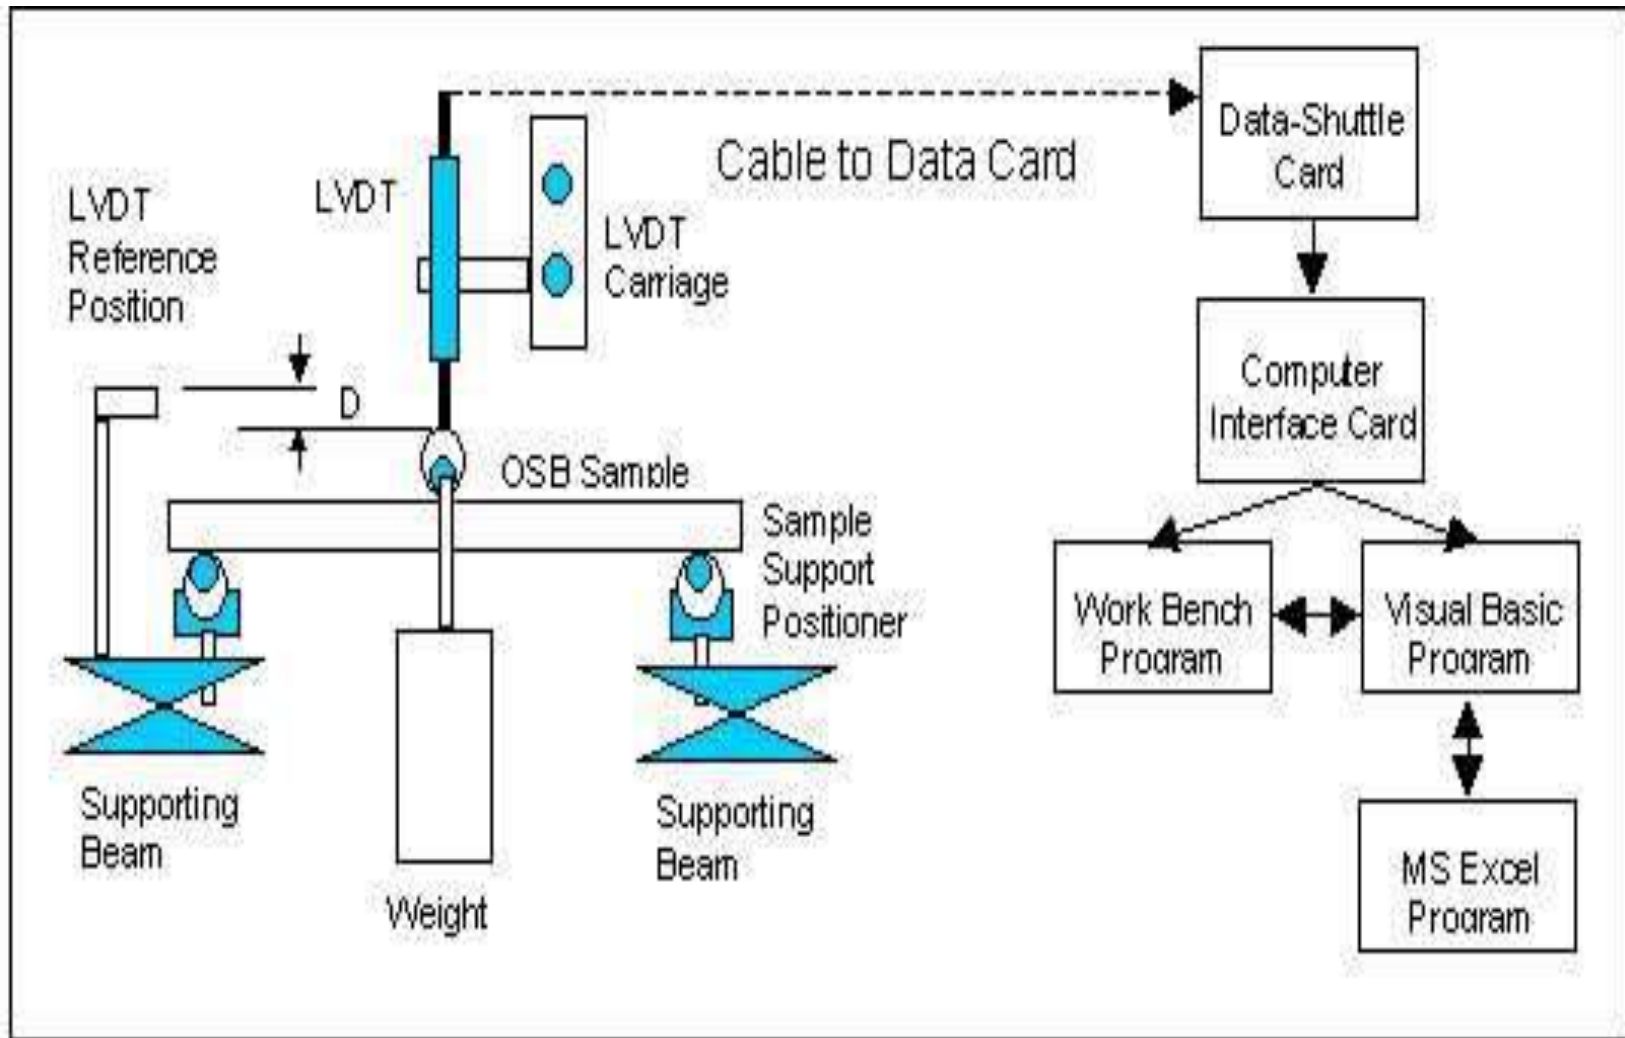 LVDT
Reference
Position
LVDT
D
LVDT
Carriage
Cable to Data Card
OSB Sample
Sample
Support
Positioner
Supporting
Beam
Weight
Supporting
Beam
Data-Shuttle
Card
Computer
Interface Card
Work Bench
Program
Visual Basic
Program
MS Excel
Program